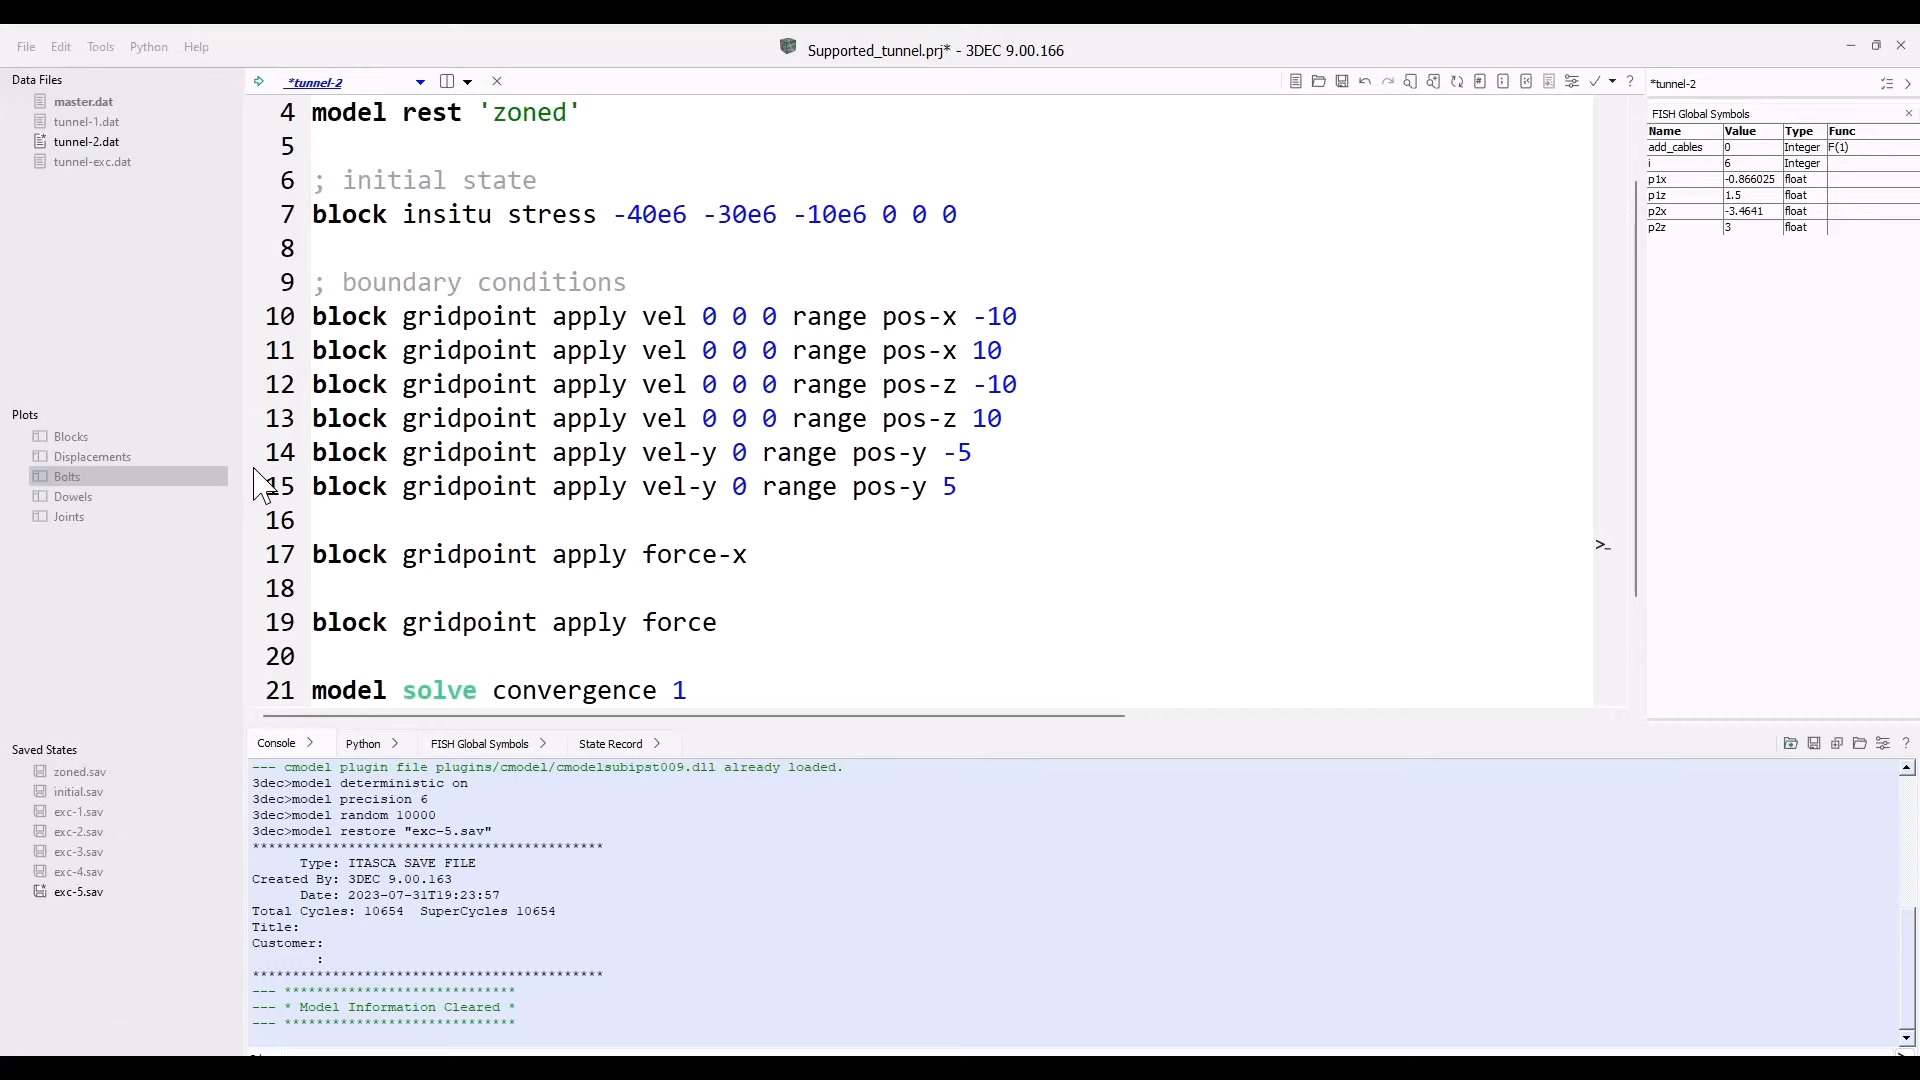 Supported_tunnel.prj* - 3DEC 9.00.166
File Edit Tools Python Help
Data Files
master.dat
tunnel-1.dat
tunnel-2.dat
tunnel-exc.dat
Plots
Blocks
Displacements
Bolts
Dowels
Joints
Saved States
zoned.sav
initial.sav
exc-1.sav
exc-2.sav
exc-3.sav
exc-4.sav
exc-5.sav
*tunnel-2
4 model rest 'zoned'
5
6 ; initial state
7 block insitu stress -40e6 -30e6 -10e6 0 0 0
8
9 ; boundary conditions
10 block gridpoint apply vel 0 0 0 range pos-x -10
11 block gridpoint apply vel 0 0 0 range pos-x 10
12 block gridpoint apply vel 0 0 0 range pos-z -10
13 block gridpoint apply vel 0 0 0 range pos-z 10
14 block gridpoint apply vel-y 0 range pos-y -5
15 block gridpoint apply vel-y 0 range pos-y 5
16
17 block gridpoint apply force-x
18
19 block gridpoint apply force
20
21 model solve convergence 1
>_
*tunnel-2
FISH Global Symbols
Name Value Type Func
add_cables 0 Integer F(1)
i 6 Integer
p1x -0.866025 float
p1z 1.5 float
p2x -3.4641 float
p2z 3 float
Console Python FISH Global Symbols State Record
--- cmodel plugin file plugins/cmodel/cmodelsubipst009.dll already loaded.
3dec>model deterministic on
3dec>model precision 6
3dec>model random 10000
3dec>model restore "exc-5.sav"
********************************************
Type: ITASCA SAVE FILE
Created By: 3DEC 9.00.163
Date: 2023-07-31T19:23:57
Total Cycles: 10654 SuperCycles 10654
Title:
Customer:
:
********************************************
--- *****************************
--- * Model Information Cleared *
--- *****************************